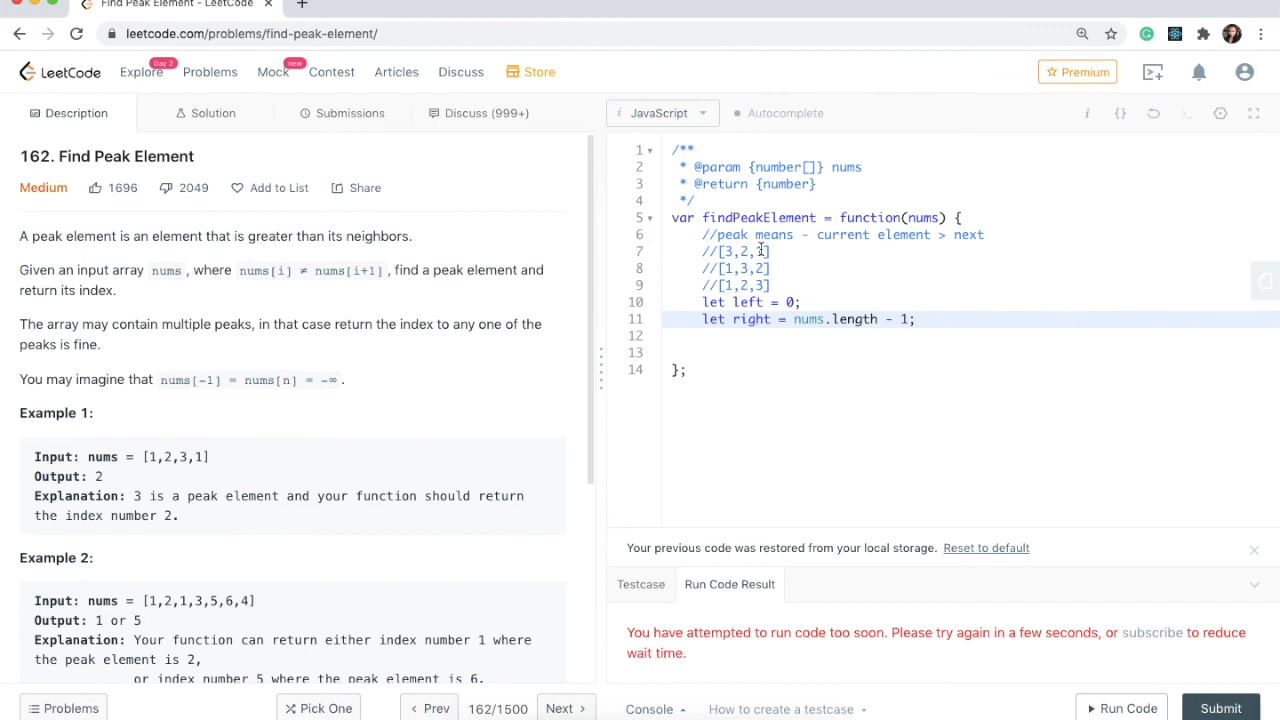 Find Peak Element - LeetCode
leetcode.com/problems/find-peak-element/
LeetCode
Explore
Day 2
Problems
Mock
new
Contest
Articles
Discuss
Store
Premium
Description
Solution
Submissions
Discuss (999+)
i JavaScript
Autocomplete
162. Find Peak Element
Medium 1696 2049 Add to List Share
A peak element is an element that is greater than its neighbors.
Given an input array nums, where nums[i] ≠ nums[i+1], find a peak element and
return its index.
The array may contain multiple peaks, in that case return the index to any one of the
peaks is fine.
You may imagine that nums[-1] = nums[n] = -∞.
Example 1:
Input: nums = [1,2,3,1]
Output: 2
Explanation: 3 is a peak element and your function should return
the index number 2.
Example 2:
Input: nums = [1,2,1,3,5,6,4]
Output: 1 or 5
Explanation: Your function can return either index number 1 where
the peak element is 2,
or index number 5 where the peak element is 6.
Problems
Pick One
Prev
162/1500
Next
1 /**
2 * @param {number[]} nums
3 * @return {number}
4 */
5 var findPeakElement = function(nums) {
6 //peak means - current element > next
7 //[3,2,1]
8 //[1,3,2]
9 //[1,2,3]
10 let left = 0;
11 let right = nums.length - 1;
12
13
14 };
Your previous code was restored from your local storage. Reset to default
Testcase
Run Code Result
You have attempted to run code too soon. Please try again in a few seconds, or subscribe to reduce
wait time.
Console
How to create a testcase
Run Code
Submit